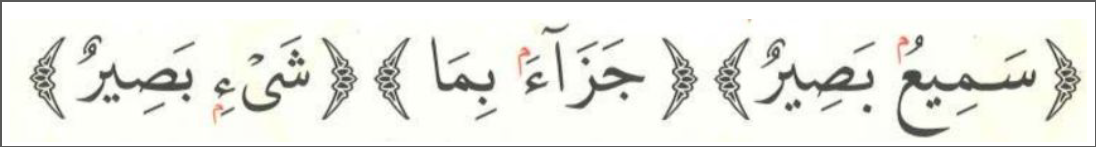 ﴿ سَمِيعُۢ بَصِيرٌ ﴾ ﴿ جَزَآءَۢ بِمَا ﴾ ﴿ شَىْءِۭ بَصِيرٌ ﴾